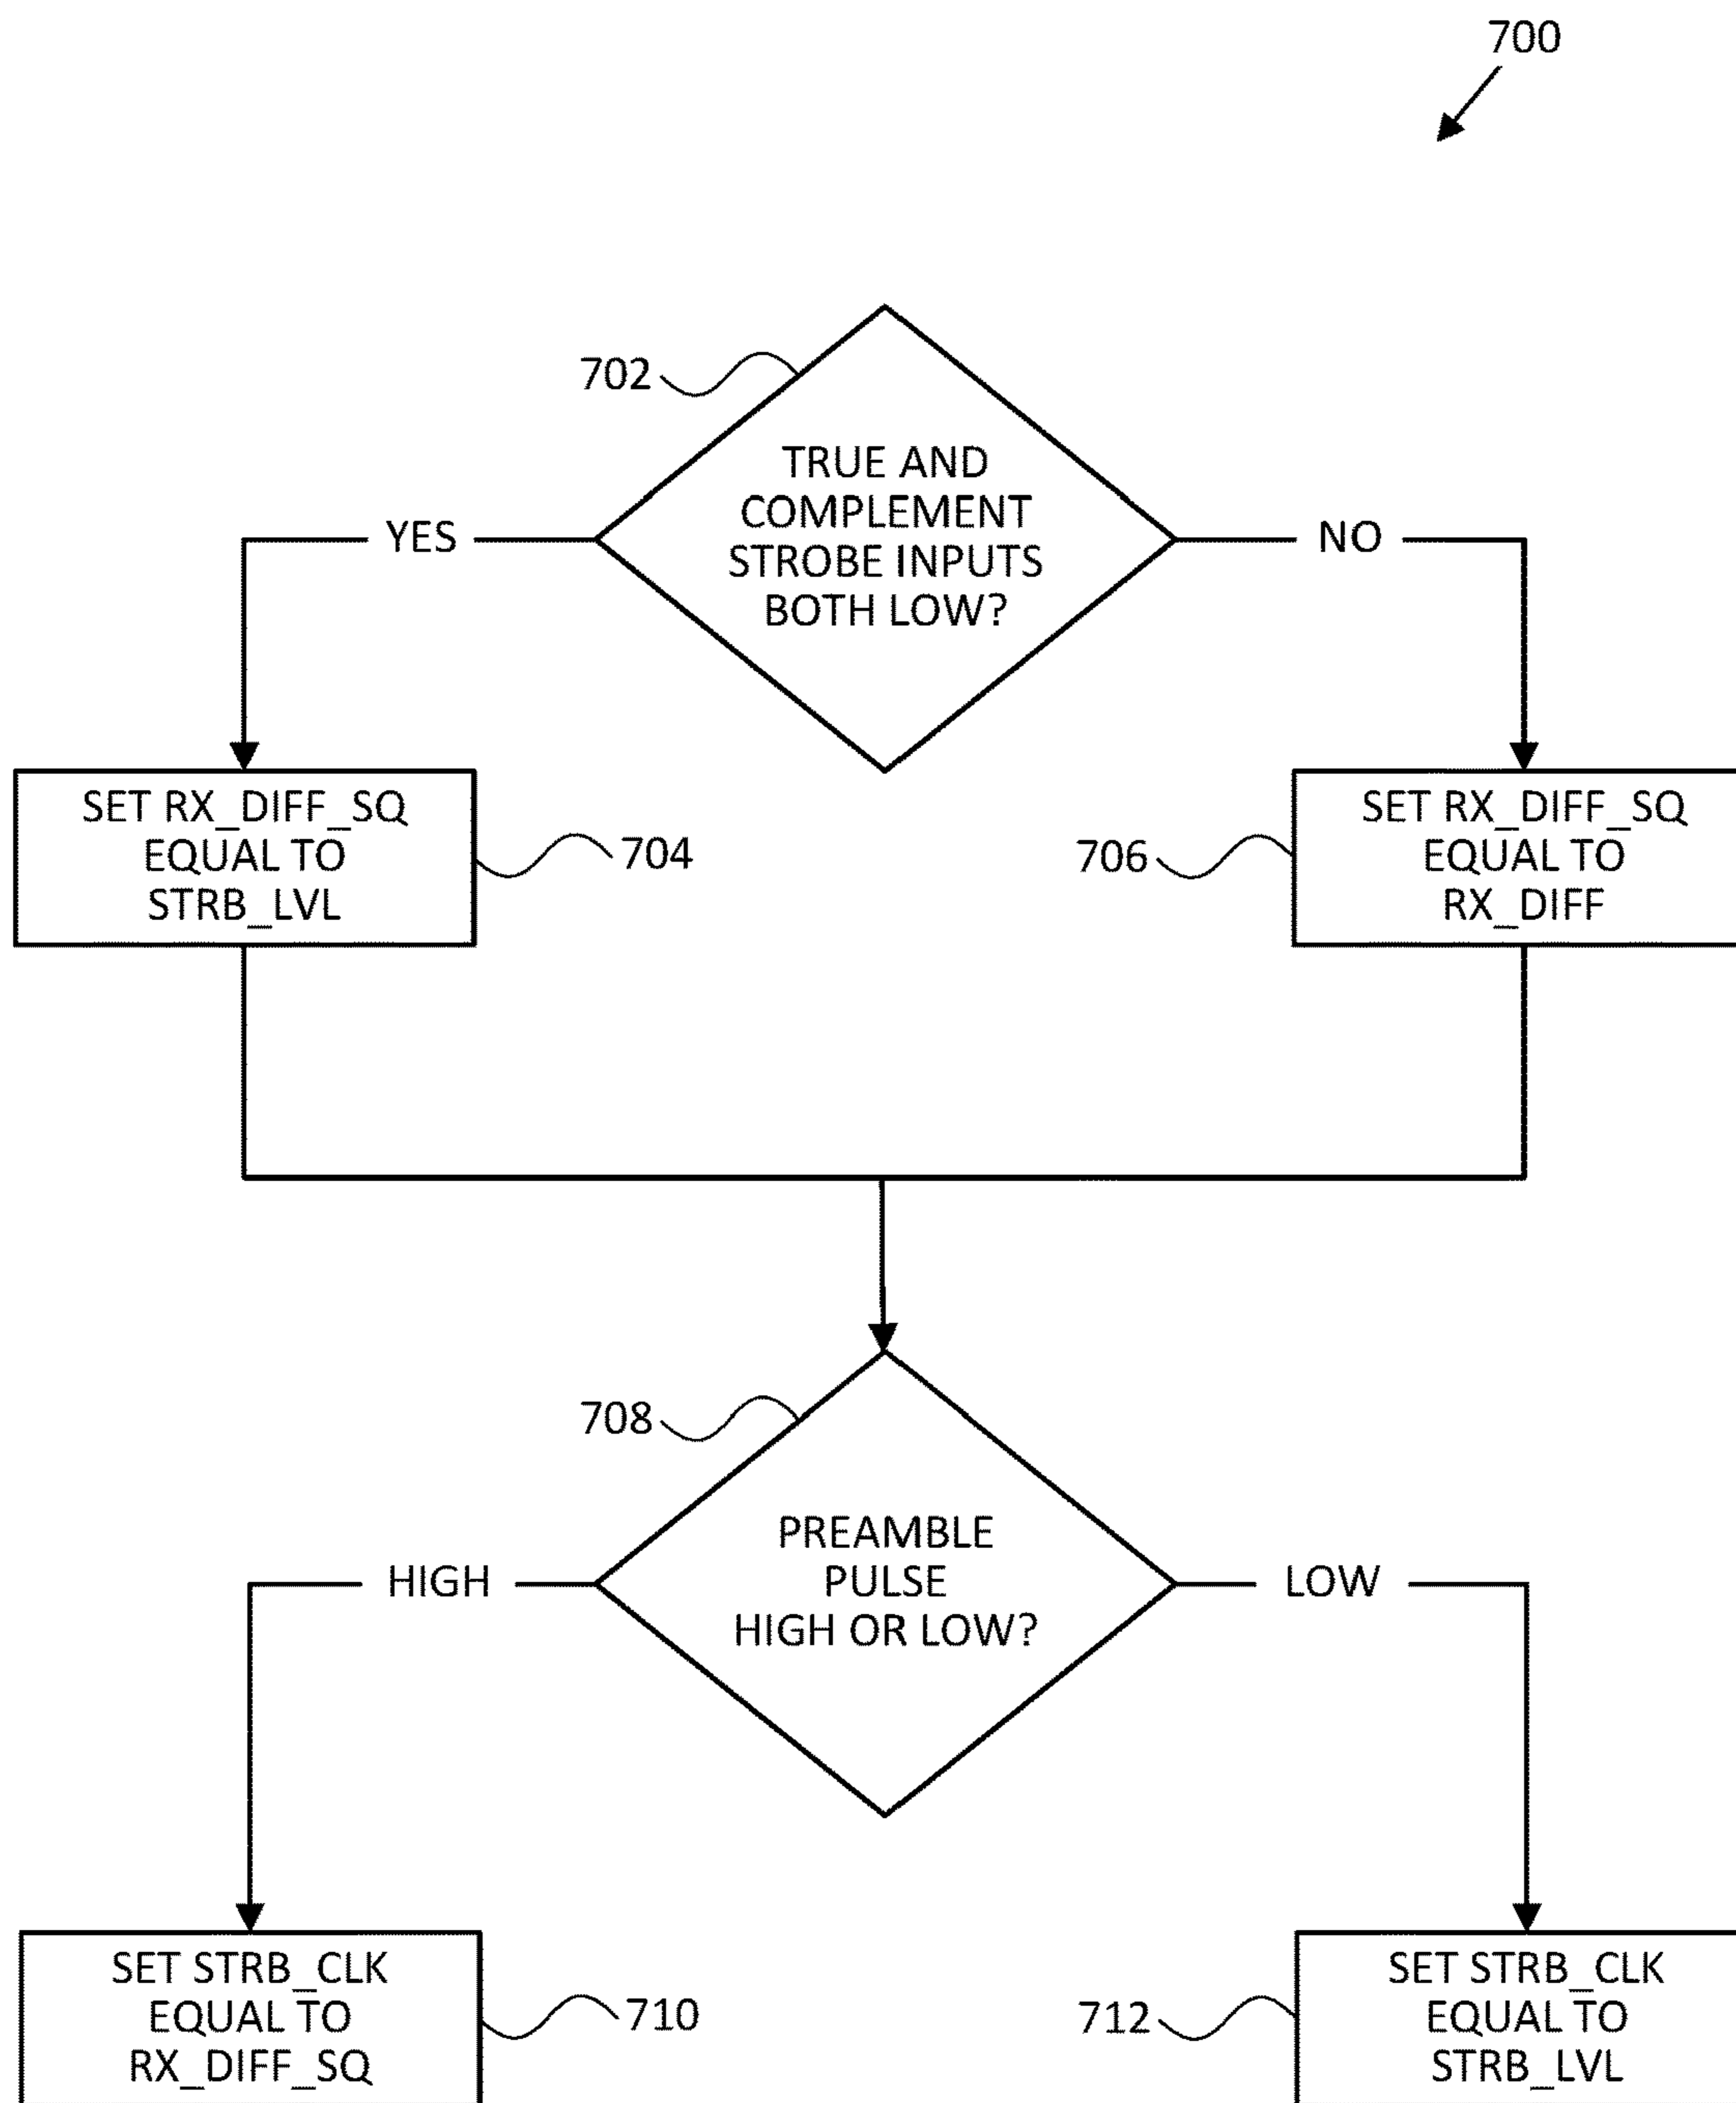 700
702
TRUE AND
COMPLEMENT
STROBE INPUTS
BOTH LOW?
YES
NO
SET RX_DIFF_SQ
EQUAL TO
STRB_LVL
704
706
SET RX_DIFF_SQ
EQUAL TO
RX_DIFF
708
PREAMBLE
PULSE
HIGH OR LOW?
HIGH
LOW
SET STRB_CLK
EQUAL TO
RX_DIFF_SQ
710
712
SET STRB_CLK
EQUAL TO
STRB_LVL